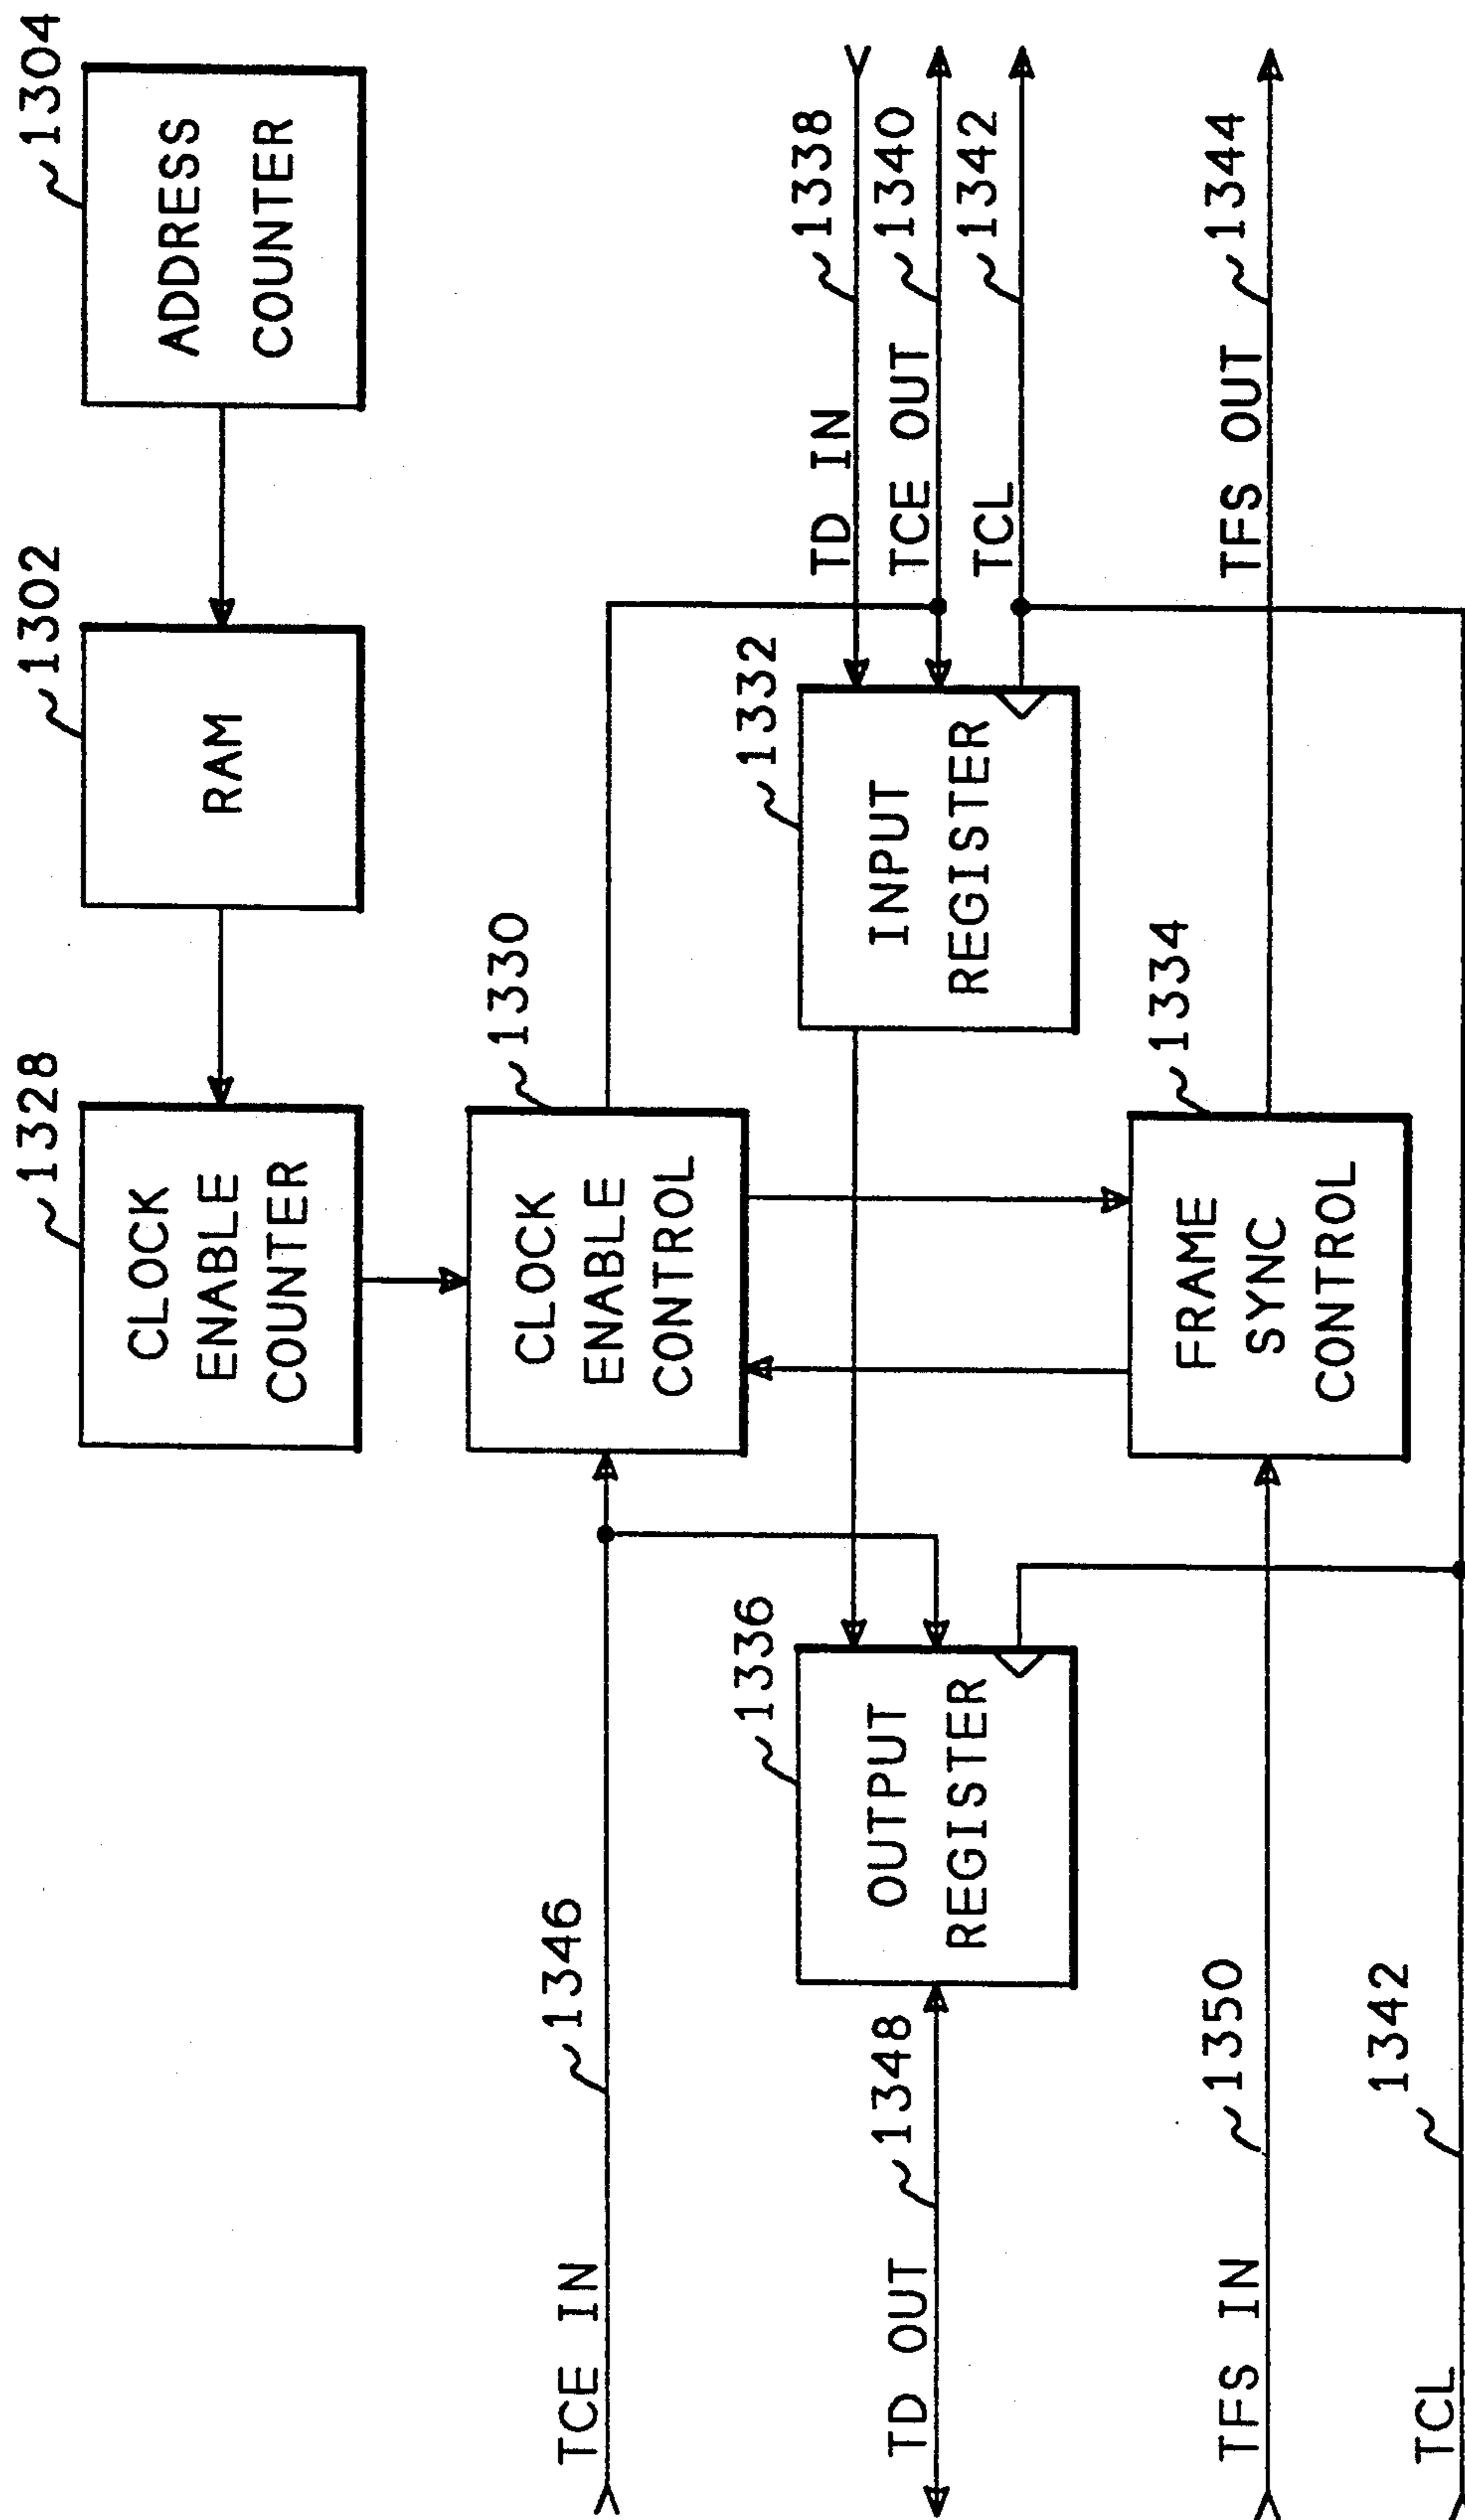 1328
CLOCK
ENABLE
COUNTER
1302
RAM
1304
ADDRESS
COUNTER
1330
CLOCK
ENABLE
CONTROL
TCE IN
1346
1336
OUTPUT
REGISTER
1332
INPUT
REGISTER
TD IN
1338
TCE OUT
1340
TCL
1342
TD OUT
1348
1334
FRAME
SYNC
CONTROL
TFS OUT
1344
TFS IN
1350
TCL
1342